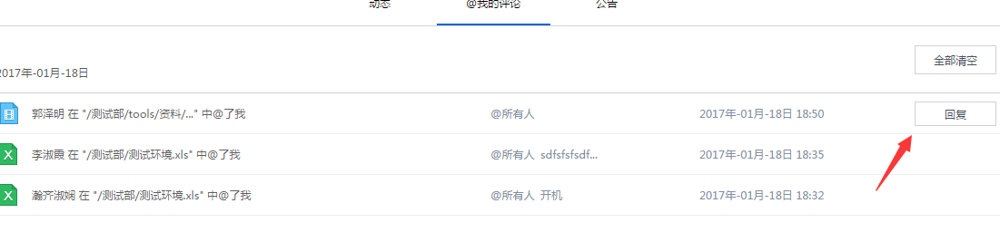 动态 @我的评论 公告
全部清空
2017年-01月-18日
郭泽明 在 "/测试部/tools/资料/..." 中@了我 @所有人 2017年-01月-18日 18:50 回复
李淑霞 在 "/测试部/测试环境.xls" 中@了我 @所有人 sdfsfsfsdf... 2017年-01月-18日 18:35
瀚齐淑娴 在 "/测试部/测试环境.xls" 中@了我 @所有人 开机 2017年-01月-18日 18:32